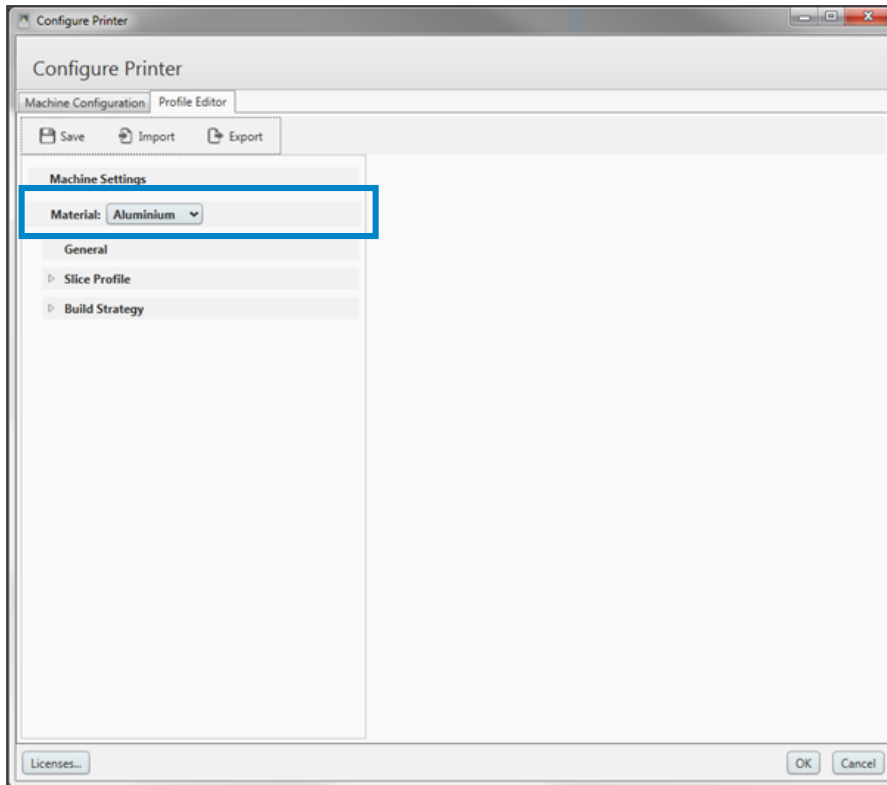 Configure Printer
Configure Printer
Machine Configuration Profile Editor
Save Import Export
Machine Settings
Material: Aluminium
General
Slice Profile
Build Strategy
Licenses... OK Cancel